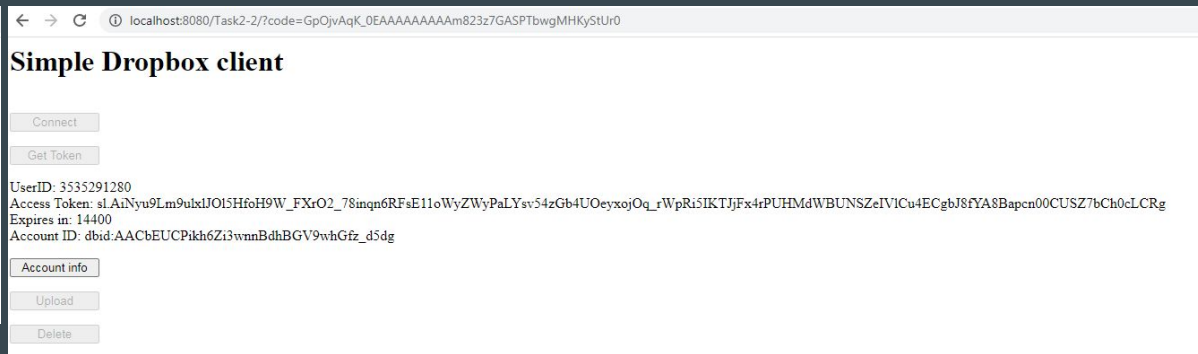 localhost:8080/Task2-2/?code=GpOjvAqK_0EAAAAAAAAAm823z7GASPTbwgMHKyStUr0
Simple Dropbox client
Connect
Get Token
UserID: 3535291280
Access Token: sl.AiNyu9Lm9ulxlJOl5HfoH9W_FXrO2_78inqn6RFsE11oWyZWyPaLYsv54zGb4UOeyxojOq_rWpRi5IKTJjFx4rPUHMdWBUNSZeIVlCu4ECgbJ8fYA8Bapcn00CUSZ7bCh0cLCRg
Expires in: 14400
Account ID: dbid:AACbEUCPikh6Zi3wnnBdhBGV9whGfz_d5dg
Account info
Upload
Delete